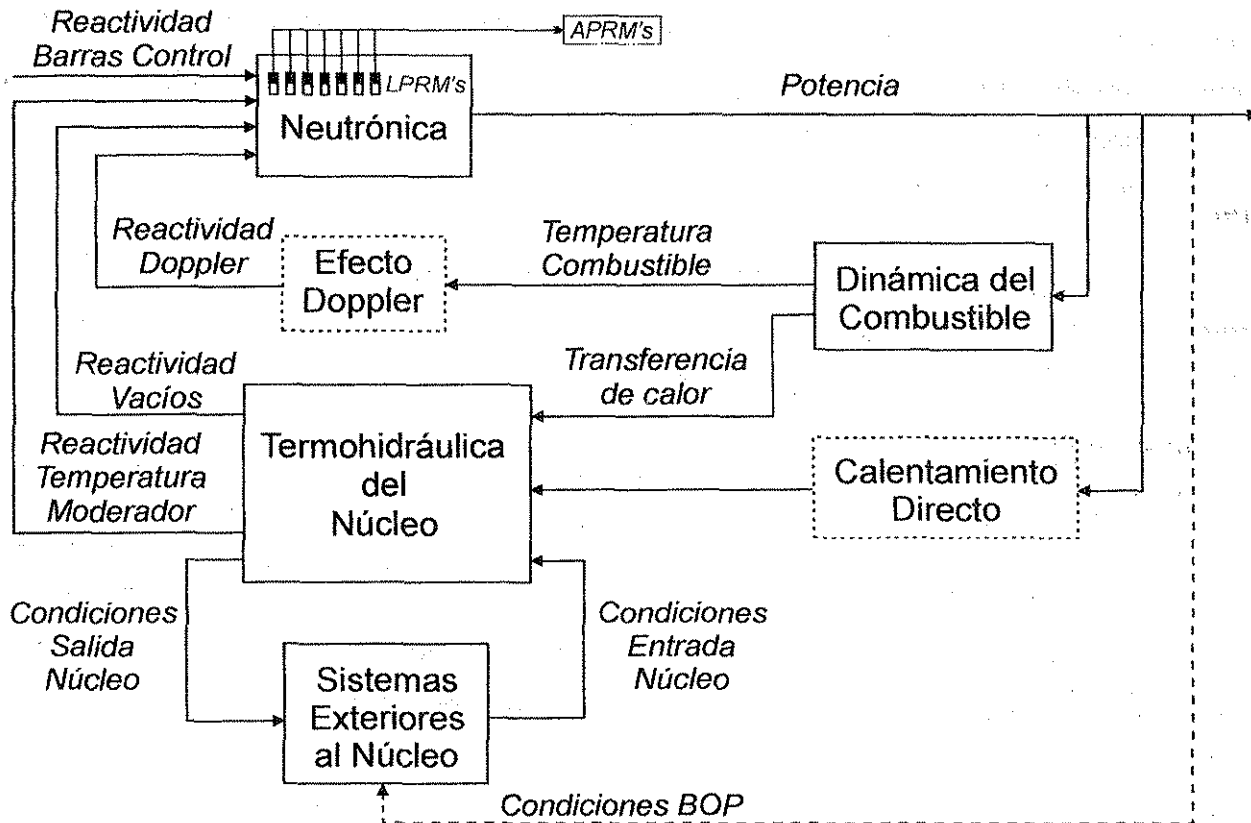 Reactividad
Barras Control
APRM's
LPRM's
Neutrónica
Potencia
Reactividad
Doppler
Efecto
Doppler
Temperatura
Combustible
Dinámica del
Combustible
Reactividad
Vacíos
Transferencia
de calor
Reactividad
Temperatura
Moderador
Termohidráulica
del
Núcleo
Calentamiento
Directo
Condiciones
Salida
Núcleo
Sistemas
Exteriores
al Núcleo
Condiciones
Entrada
Núcleo
Condiciones BOP